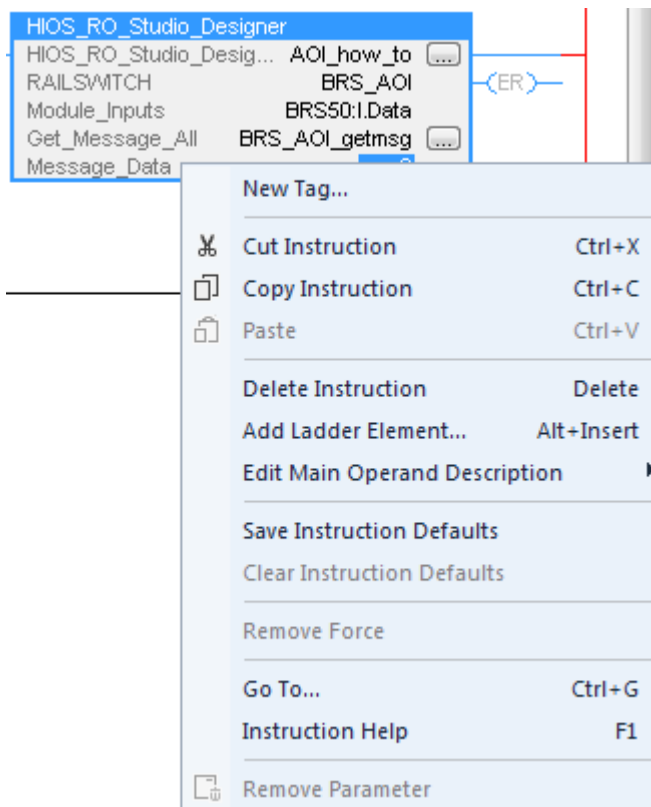 HIOS_RO_Studio_Designer
HIOS_RO_Studio_Desig... AOI_how_to ...
RAILSWITCH BRS_AOI (ER)
Module_Inputs BRS50:I.Data
Get_Message_All BRS_AOI_getmsg ...
Message_Data
New Tag...
Cut Instruction Ctrl+X
Copy Instruction Ctrl+C
Paste Ctrl+V
Delete Instruction Delete
Add Ladder Element... Alt+Insert
Edit Main Operand Description
Save Instruction Defaults
Clear Instruction Defaults
Remove Force
Go To... Ctrl+G
Instruction Help F1
Remove Parameter